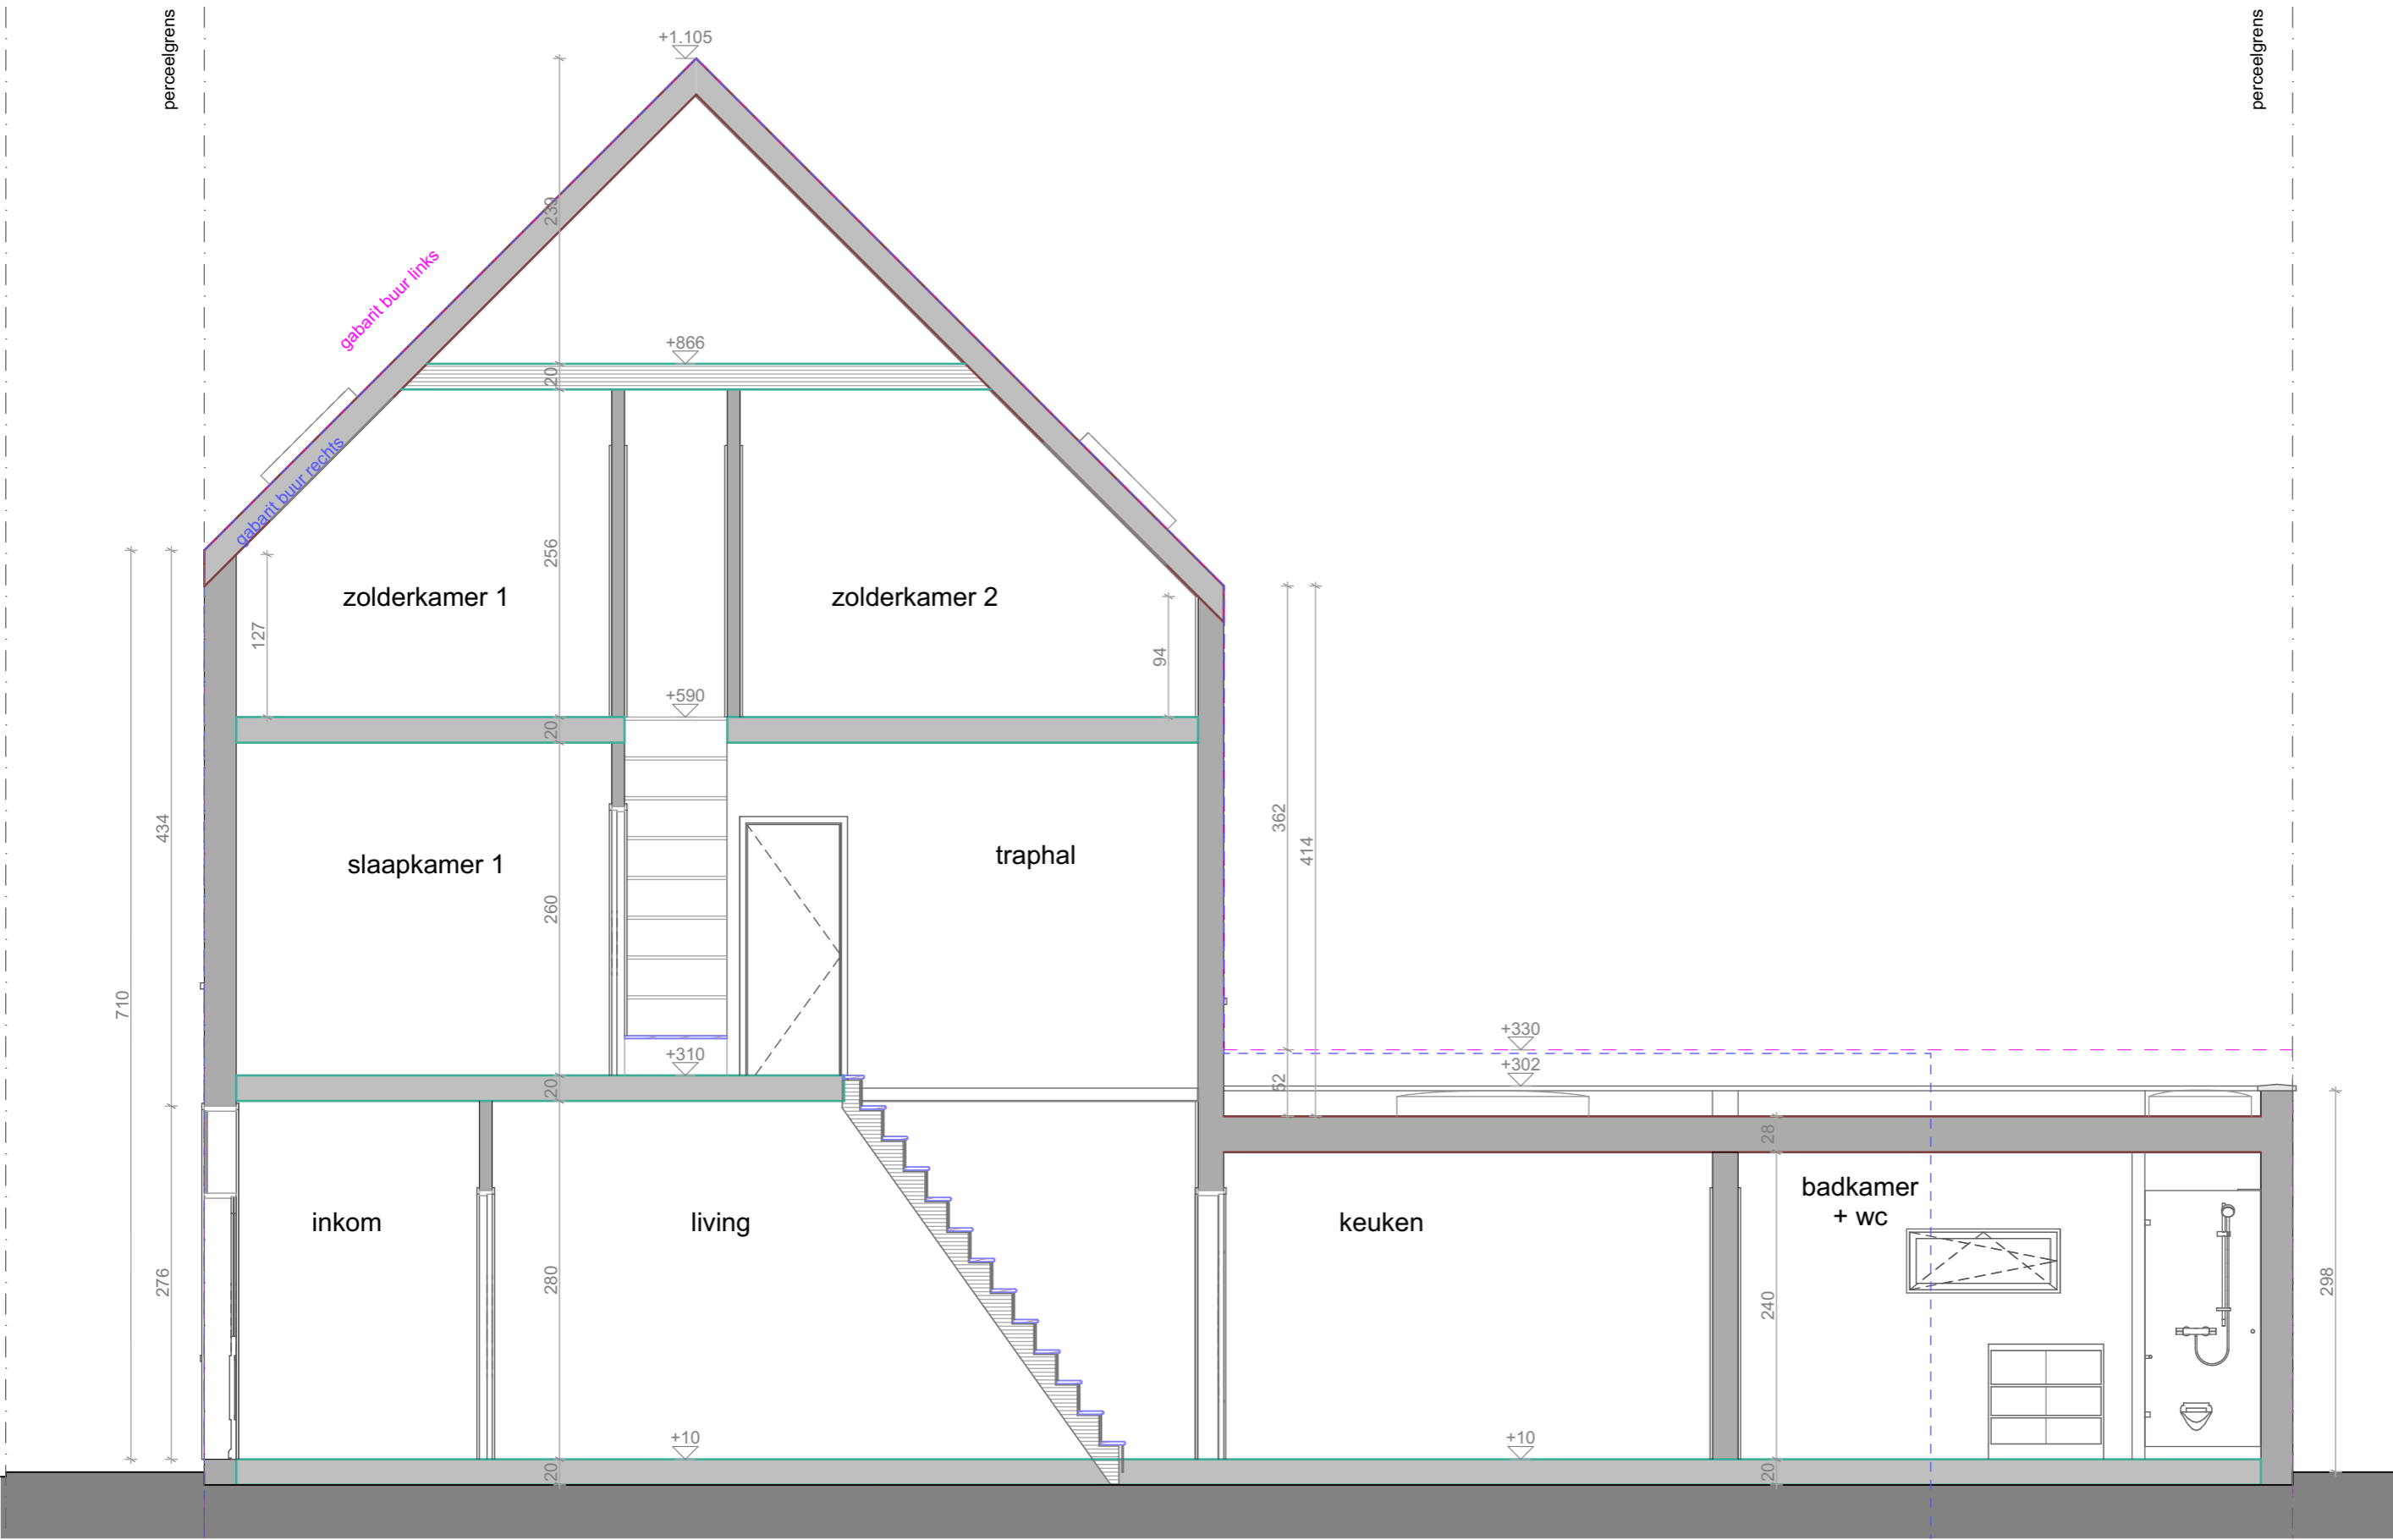 perceelgrens
perceelgrens
+1.105
239
gabarit buur links
+866
20
gabarit buur rechts
256
zolderkamer 1
zolderkamer 2
127
94
+590
20
434
362
414
slaapkamer 1
traphal
260
710
+330
+310
+302
20
52
28
inkom
living
keuken
badkamer
+ wc
276
280
240
298
+10
+10
20
20